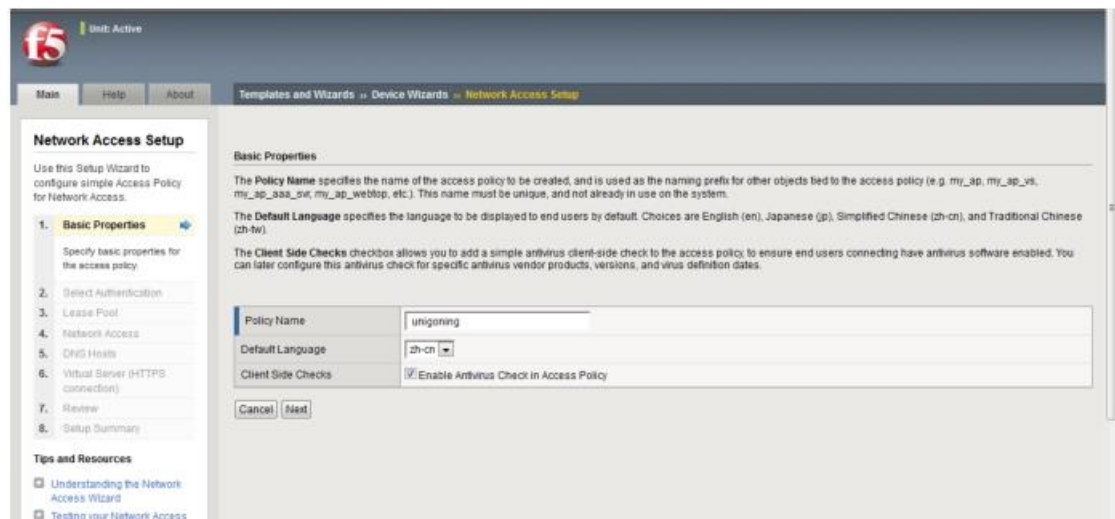 f5
Unit: Active
Main
Help
About
Templates and Wizards » Device Wizards » Network Access Setup
Network Access Setup
Use this Setup Wizard to
configure simple Access Policy
for Network Access.
1. Basic Properties
Specify basic properties for
the access policy.
2. Select Authentication
3. Lease Pool
4. Network Access
5. DNS Hosts
6. Virtual Server (HTTPS
connection)
7. Review
8. Setup Summary
Tips and Resources
Understanding the Network
Access Wizard
Testing your Network Access
Basic Properties
The Policy Name specifies the name of the access policy to be created, and is used as the naming prefix for other objects tied to the access policy (e.g. my_ap, my_ap_vs,
my_ap_aaa_svr, my_ap_webtop, etc.). This name must be unique, and not already in use on the system.
The Default Language specifies the language to be displayed to end users by default. Choices are English (en), Japanese (jp), Simplified Chinese (zh-cn), and Traditional Chinese
(zh-tw).
The Client Side Checks checkbox allows you to add a simple antivirus client-side check to the access policy, to ensure end users connecting have antivirus software enabled. You
can later configure this antivirus check for specific antivirus vendor products, versions, and virus definition dates.
Policy Name
unigoning
Default Language
zh-cn
Client Side Checks
Enable Antivirus Check in Access Policy
Cancel
Next